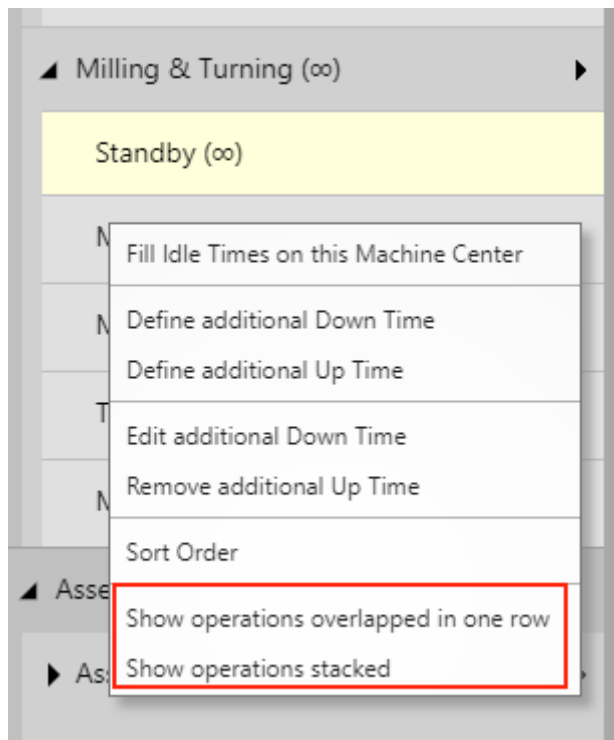 Milling & Turning (∞)
Standby (∞)
Fill Idle Times on this Machine Center
Define additional Down Time
Define additional Up Time
Edit additional Down Time
Remove additional Up Time
Sort Order
Asse
Show operations overlapped in one row
Show operations stacked